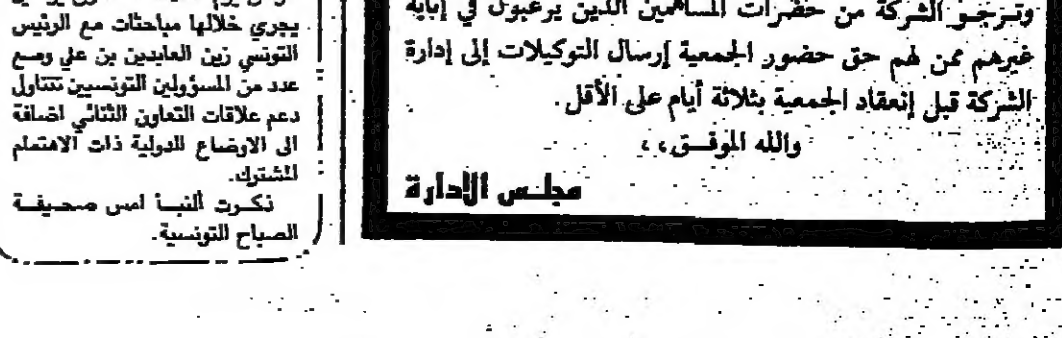 وترجو الشركة من حضرات المساهمين الذين يرغبون في إنابة
غيرهم ممن لهم حق حضور الجمعية إرسال التوكيلات إلى إدارة
الشركة قبل إنعقاد الجمعية بثلاثة أيام على الأقل.
والله الموفق،،
مجلس الإدارة
يجري خلالها مباحثات مع الرئيس
التونسي زين العابدين بن علي ومع
عدد من المسؤولين التونسيين تتناول
دعم علاقات التعاون الثنائي اضافة
الى الاوضاع الدولية ذات الاهتمام
المشترك.
ذكرت النبأ امس صحيفة
الصباح التونسية.